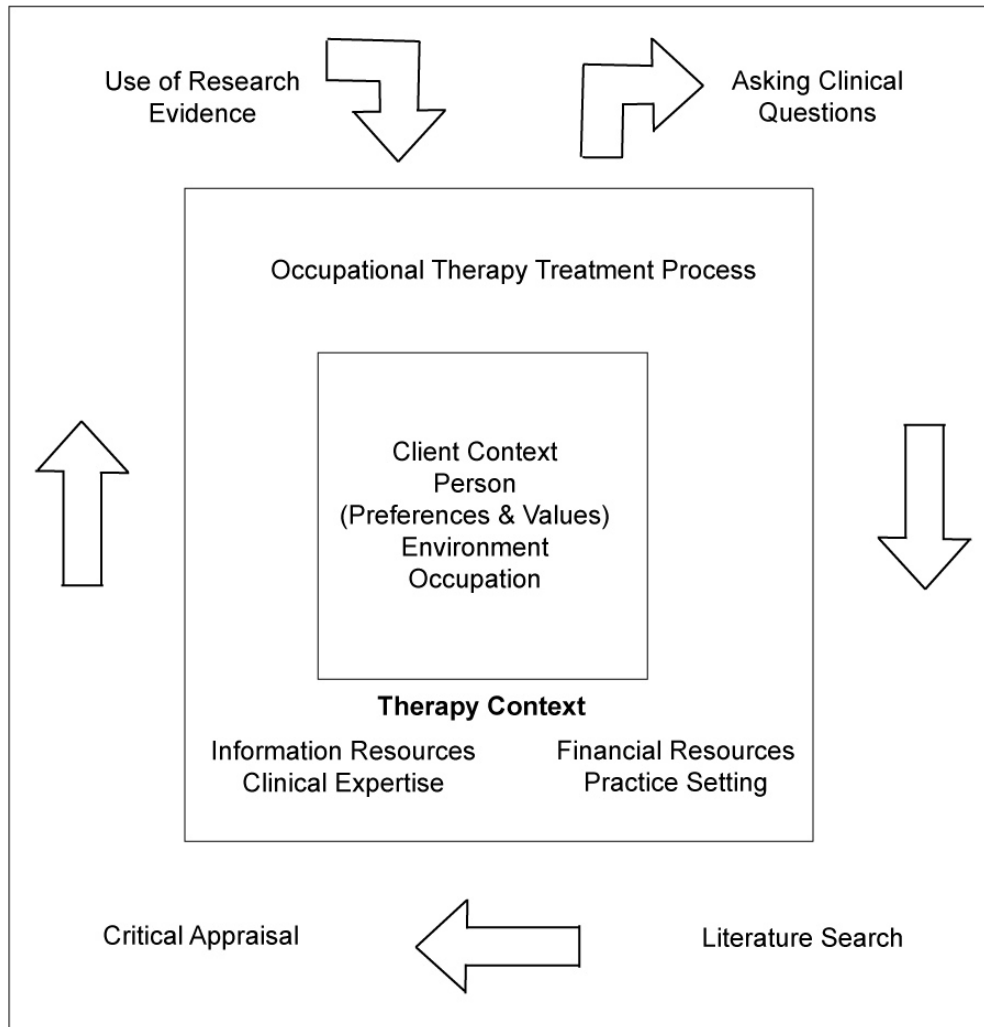 Use of Research
Evidence
Asking Clinical
Questions
Occupational Therapy Treatment Process
Client Context
Person
(Preferences & Values)
Environment
Occupation
Therapy Context
Information Resources
Clinical Expertise
Financial Resources
Practice Setting
Critical Appraisal
Literature Search